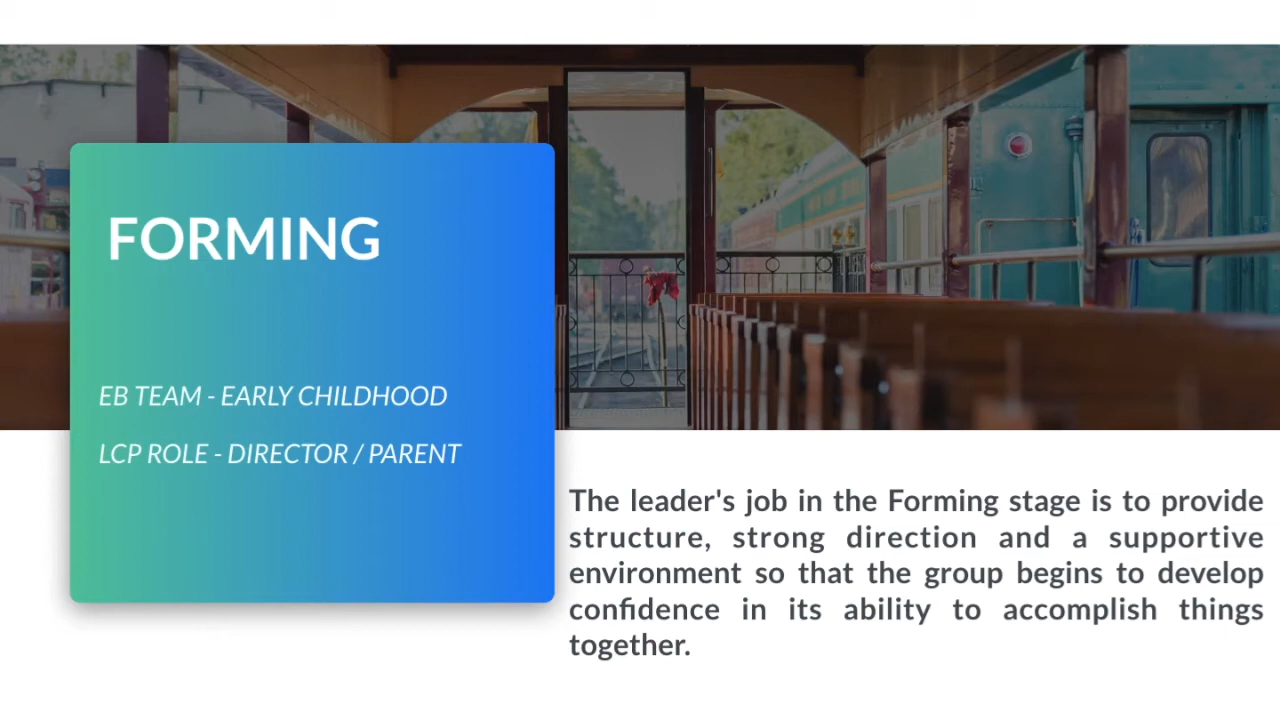 FORMING
EB TEAM - EARLY CHILDHOOD
LCP ROLE - DIRECTOR / PARENT
The leader's job in the Forming stage is to provide
structure, strong direction and a supportive
environment so that the group begins to develop
confidence in its ability to accomplish things
together.